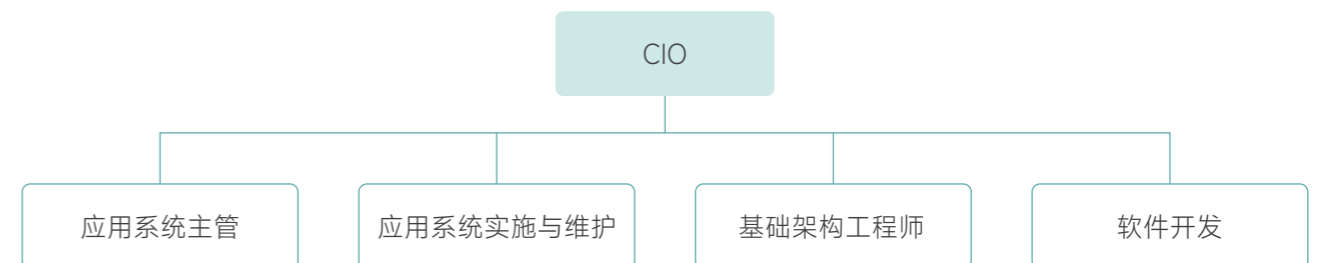 CIO
应用系统主管
应用系统实施与维护
基础架构工程师
软件开发